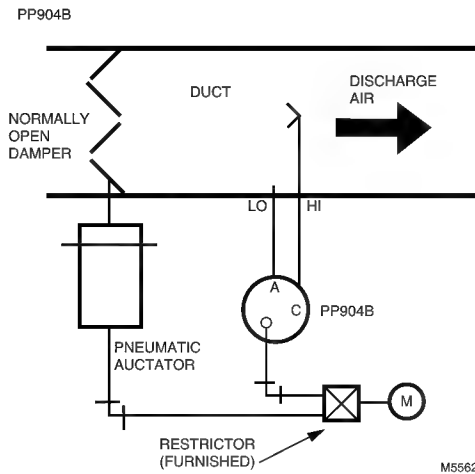 PP904B
DUCT
DISCHARGE
AIR
NORMALLY
OPEN
DAMPER
LO
HI
A
C
PP904B
PNEUMATIC
AUCTATOR
M
RESTRICTOR
(FURNISHED)
M5562